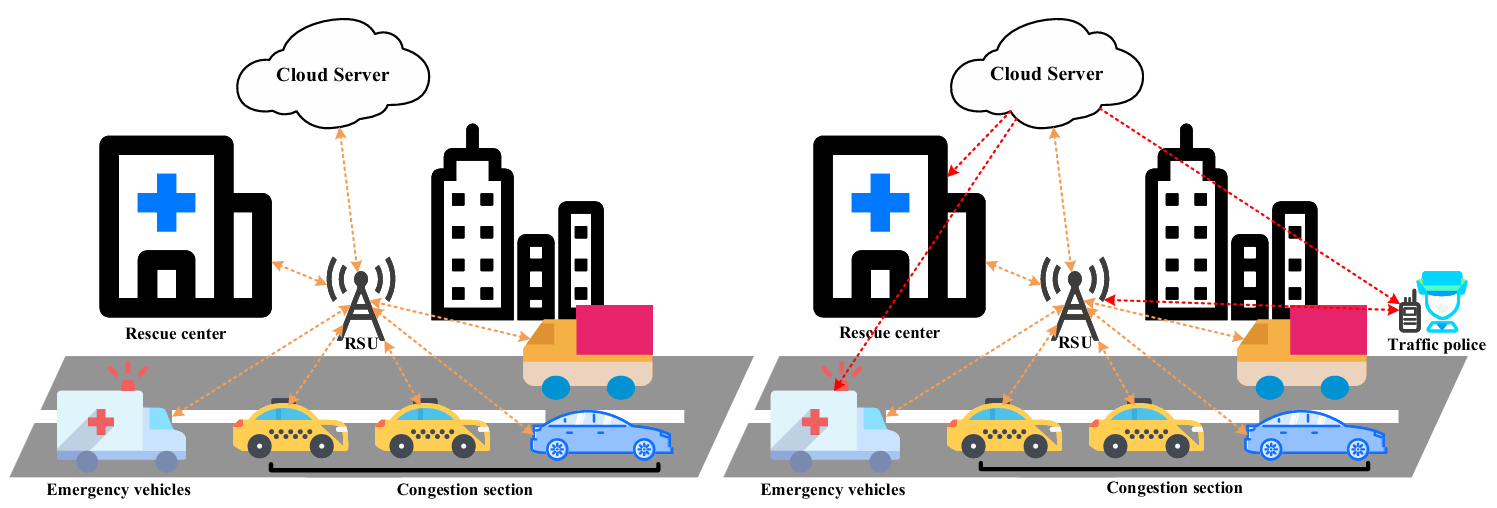 Cloud Server
Rescue center
RSU
Emergency vehicles
Congestion section
Cloud Server
Rescue center
RSU
Traffic police
Emergency vehicles
Congestion section